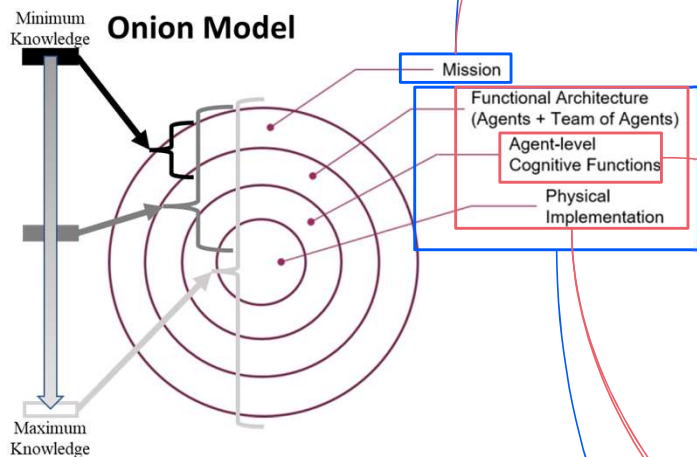 Minimum
Knowledge
Onion Model
Mission
Functional Architecture
(Agents + Team of Agents)
Agent-level
Cognitive Functions
Physical
Implementation
Maximum
Knowledge